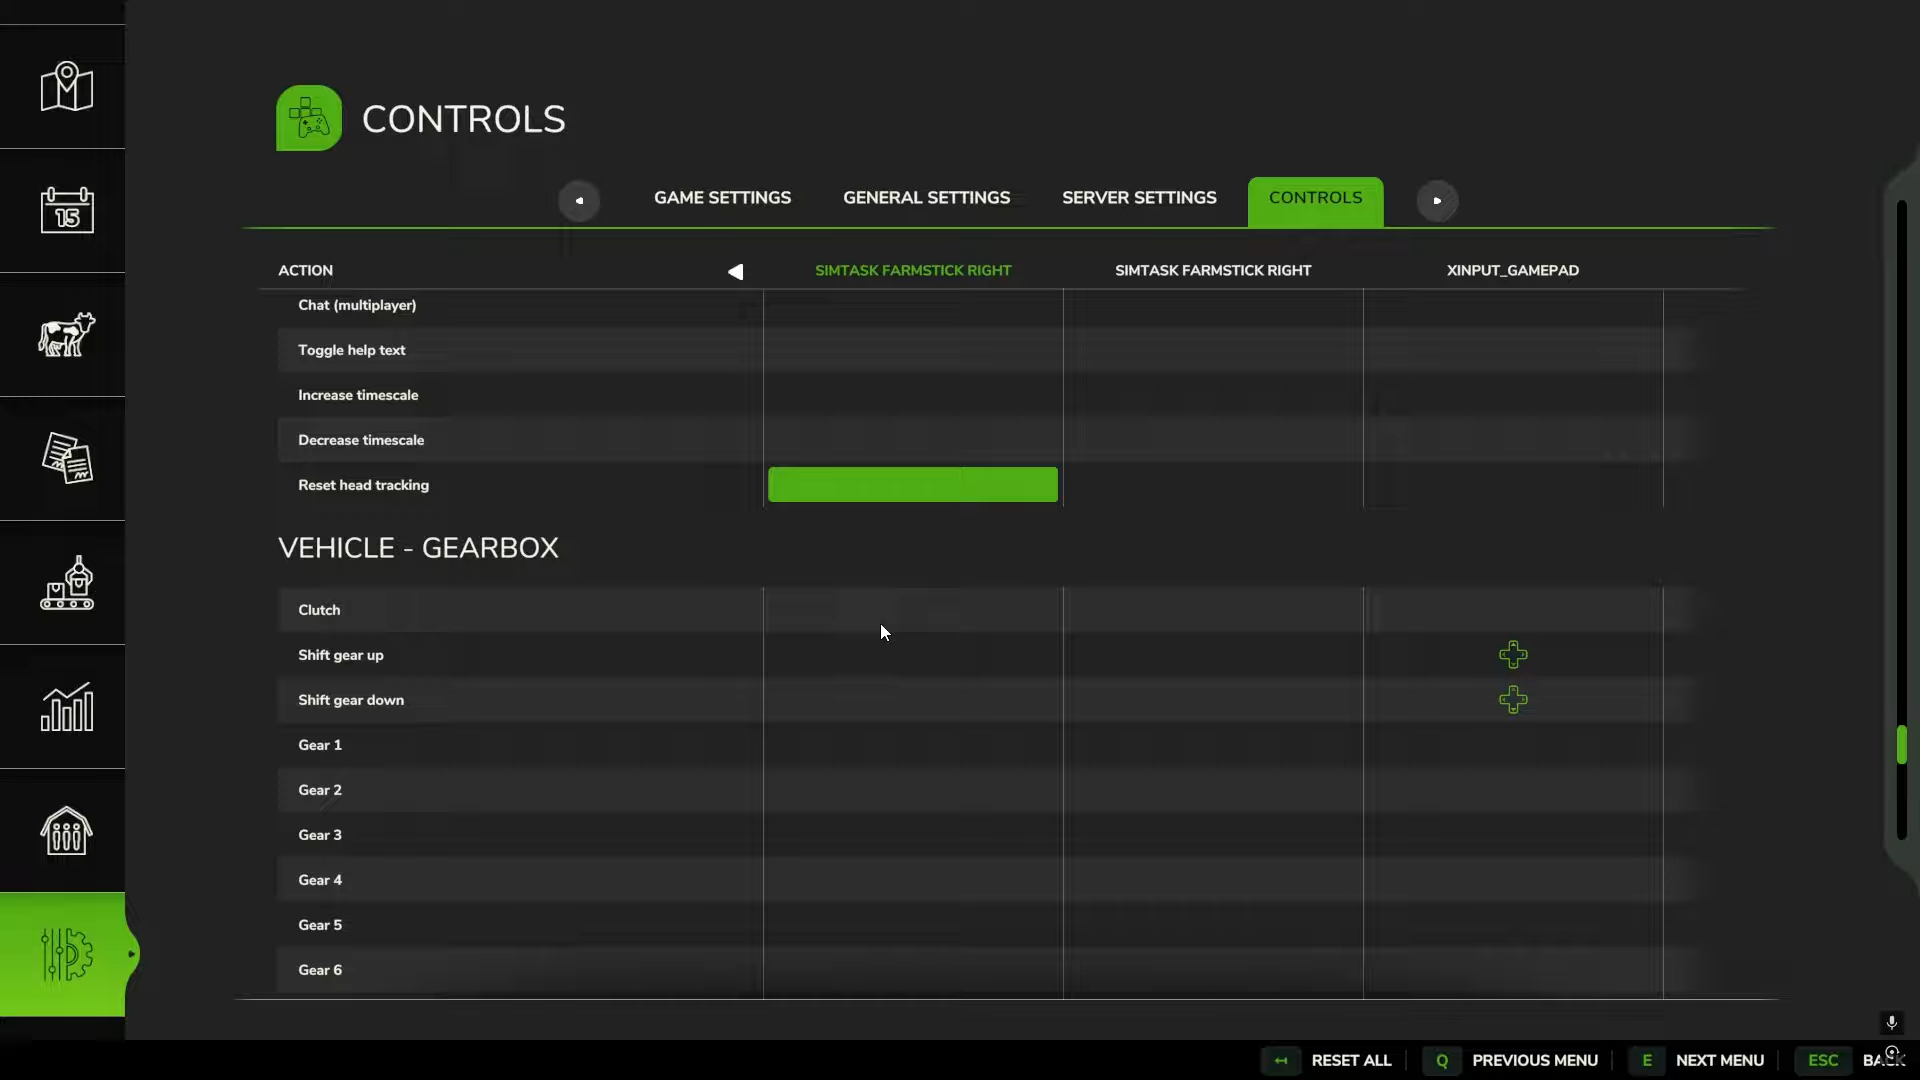 CONTROLS
GAME SETTINGS GENERAL SETTINGS SERVER SETTINGS CONTROLS
ACTION SIMTASK FARMSTICK RIGHT SIMTASK FARMSTICK RIGHT XINPUT_GAMEPAD
Chat (multiplayer)
15
Toggle help text
Increase timescale
Decrease timescale
Reset head tracking
VEHICLE - GEARBOX
Clutch
Shift gear up
Shift gear down
Gear 1
Gear 2
Gear 3
Gear 4
Gear 5
Gear 6
RESET ALL Q PREVIOUS MENU E NEXT MENU ESC BACK